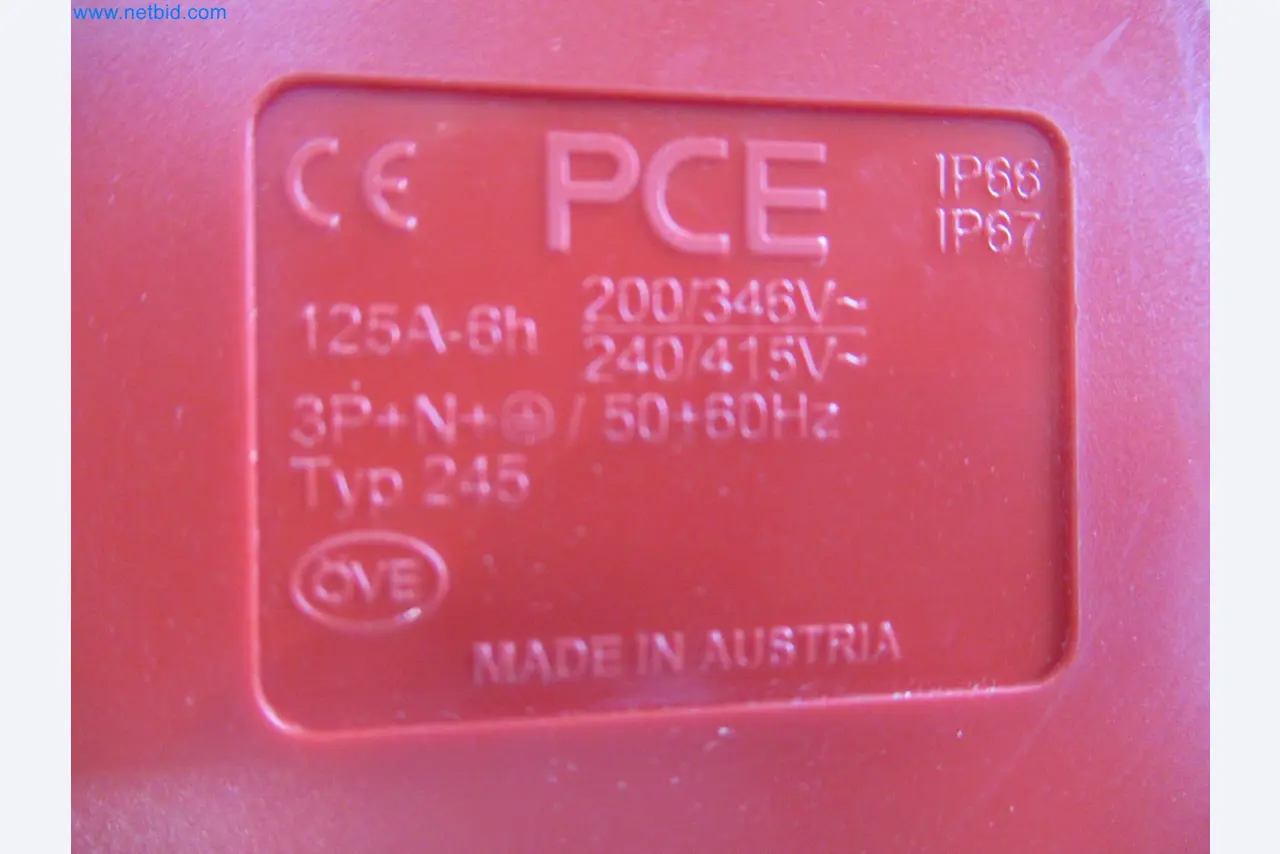 www.netbid.com
CE PCE IP66
IP67
125A-6h 200/346V~
240/415V~
3P+N+⏚ / 50+60Hz
Typ 245
ÖVE
MADE IN AUSTRIA